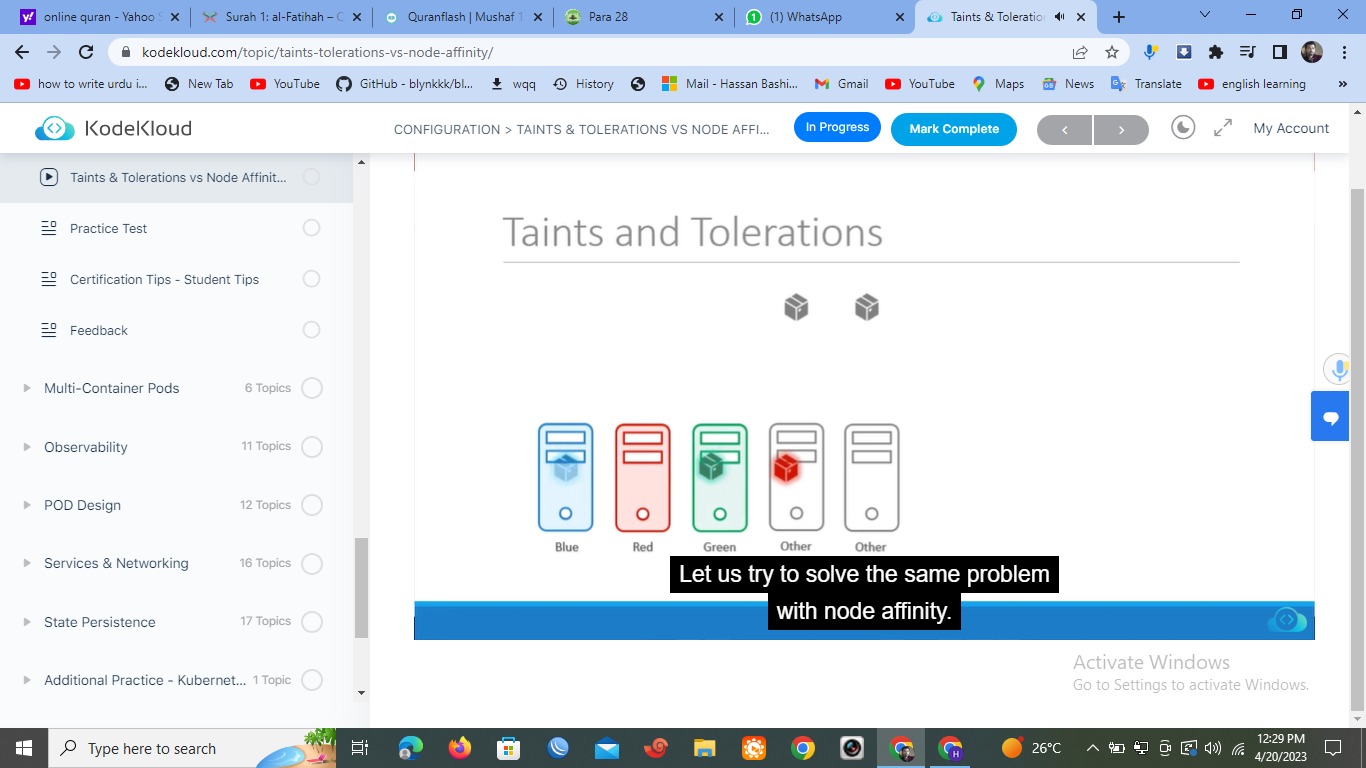 online quran - Yahoo S
Surah 1: al-Fatihah – C
Quranflash | Mushaf 1
Para 28
(1) WhatsApp
Taints & Toleration
kodekloud.com/topic/taints-tolerations-vs-node-affinity/
how to write urdu i...
New Tab
YouTube
GitHub - blynkkk/bl...
wqq
History
Mail - Hassan Bashi...
Gmail
YouTube
Maps
News
Translate
english learning
»
KodeKloud
CONFIGURATION > TAINTS & TOLERATIONS VS NODE AFFI...
In Progress
Mark Complete
My Account
Taints & Tolerations vs Node Affinit...
Practice Test
Certification Tips - Student Tips
Feedback
Multi-Container Pods 6 Topics
Observability 11 Topics
POD Design 12 Topics
Services & Networking 16 Topics
State Persistence 17 Topics
Additional Practice - Kubernet... 1 Topic
Taints and Tolerations
Blue
Red
Green
Other
Other
Let us try to solve the same problem
with node affinity.
Activate Windows
Go to Settings to activate Windows.
Type here to search
26°C
12:29 PM
4/20/2023